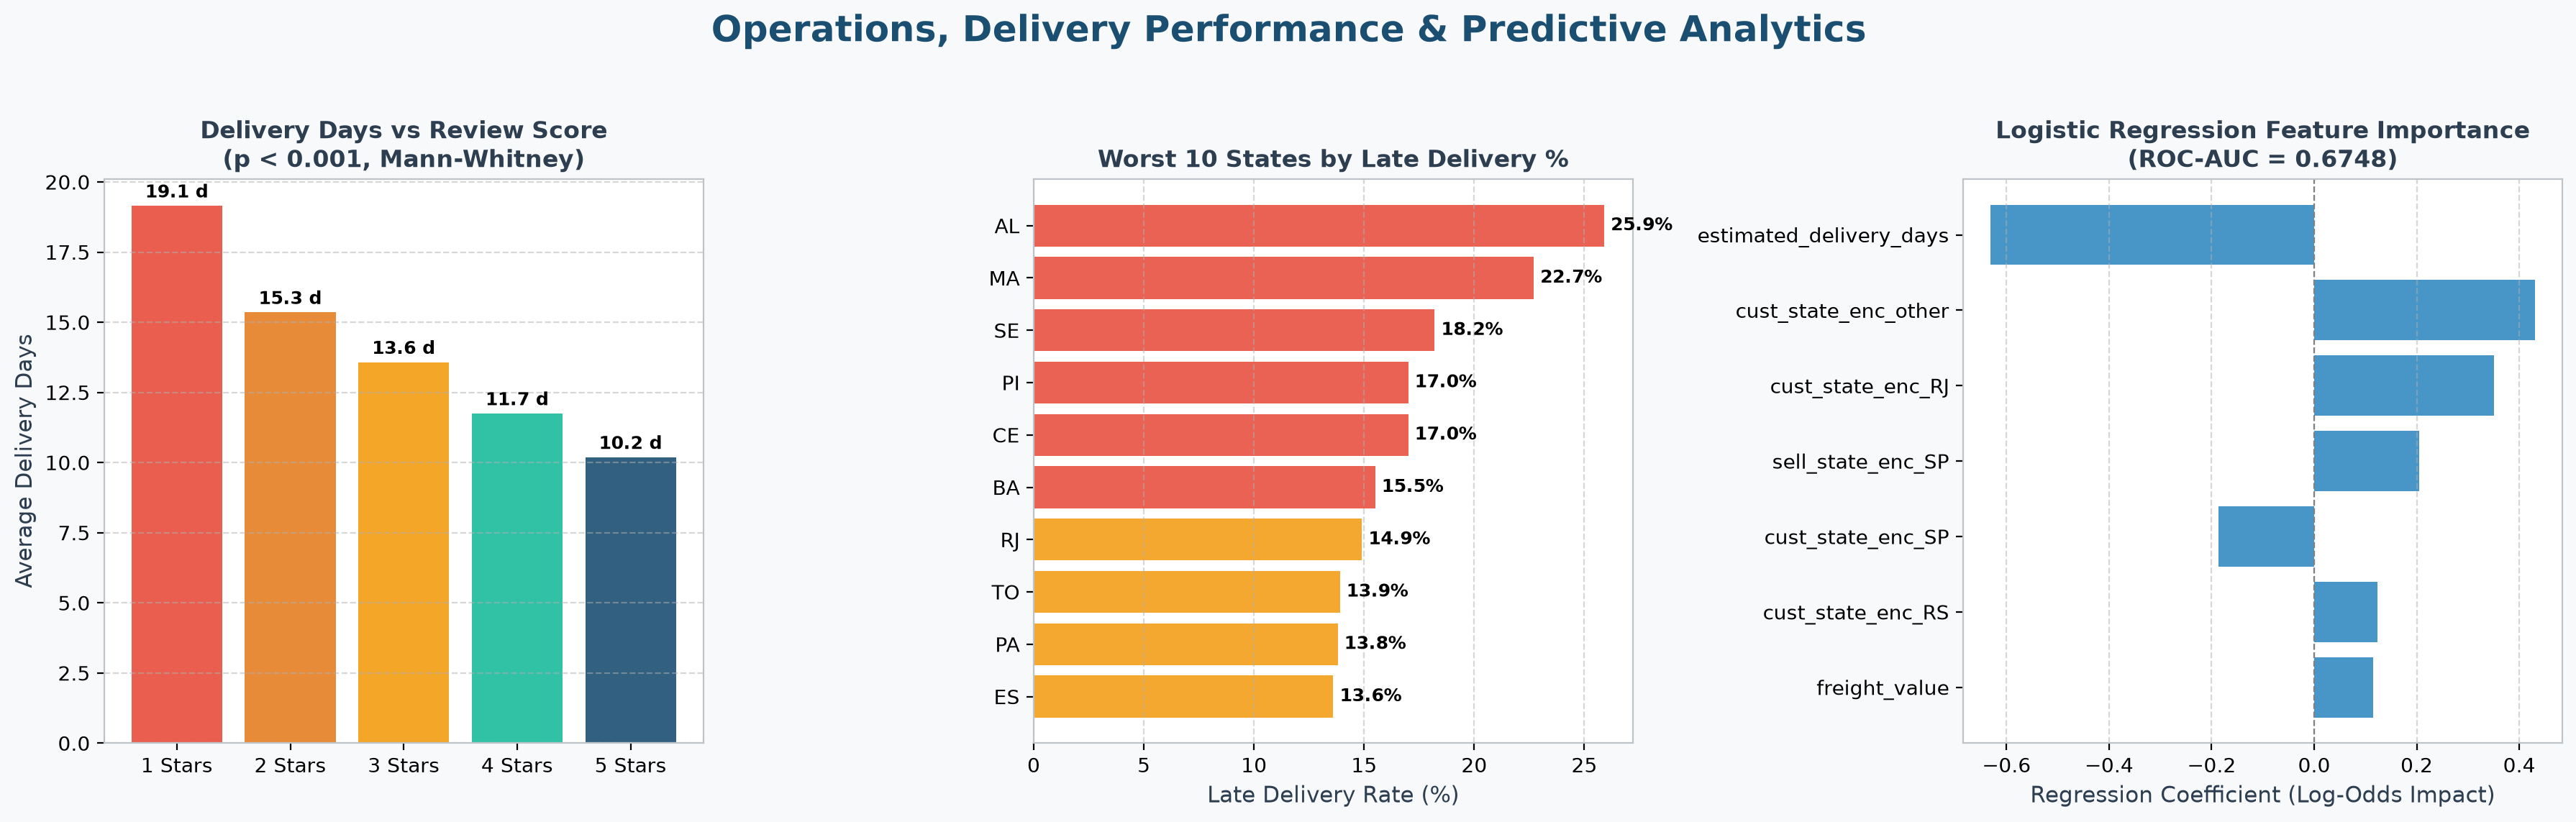 Operations, Delivery Performance & Predictive Analytics
Delivery Days vs Review Score
(p < 0.001, Mann-Whitney)
Average Delivery Days
20.0
17.5
15.0
12.5
10.0
7.5
5.0
2.5
0.0
19.1 d
15.3 d
13.6 d
11.7 d
10.2 d
1 Stars
2 Stars
3 Stars
4 Stars
5 Stars
Worst 10 States by Late Delivery %
AL 25.9%
MA 22.7%
SE 18.2%
PI 17.0%
CE 17.0%
BA 15.5%
RJ 14.9%
TO 13.9%
PA 13.8%
ES 13.6%
0 5 10 15 20 25
Late Delivery Rate (%)
Logistic Regression Feature Importance
(ROC-AUC = 0.6748)
estimated_delivery_days
cust_state_enc_other
cust_state_enc_RJ
sell_state_enc_SP
cust_state_enc_SP
cust_state_enc_RS
freight_value
−0.6 −0.4 −0.2 0.0 0.2 0.4
Regression Coefficient (Log-Odds Impact)